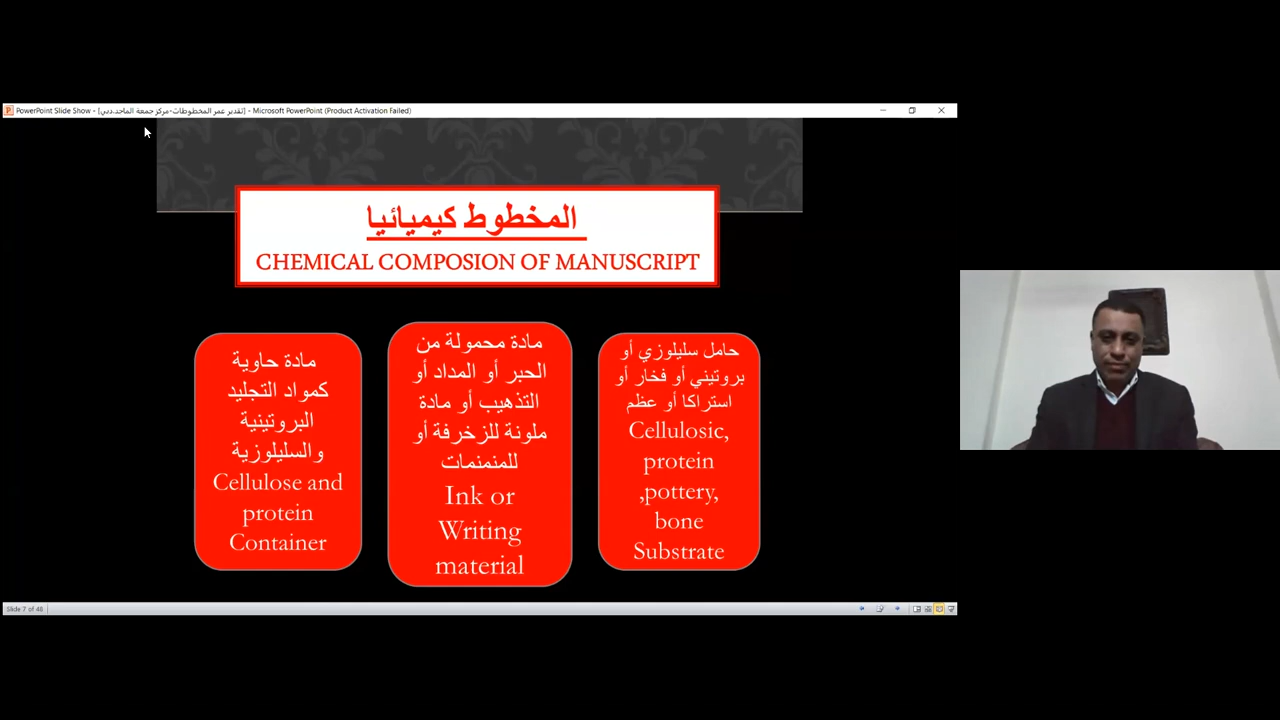 PowerPoint Slide Show - [تقدير عمر المخطوطات-مركز جمعة الماجد.دبي] - Microsoft PowerPoint (Product Activation Failed)
المخطوط كيميائيا
CHEMICAL COMPOSION OF MANUSCRIPT
حامل سليلوزي أو
بروتيني أو فخار أو
استراكا أو عظم
Cellulosic,
protein
,pottery,
bone
Substrate
مادة محمولة من
الحبر أو المداد أو
التذهيب أو مادة
ملونة للزخرفة أو
للمنمنمات
Ink or
Writing
material
مادة حاوية
كمواد التجليد
البروتينية
والسليلوزية
Cellulose and
protein
Container
Slide 7 of 48